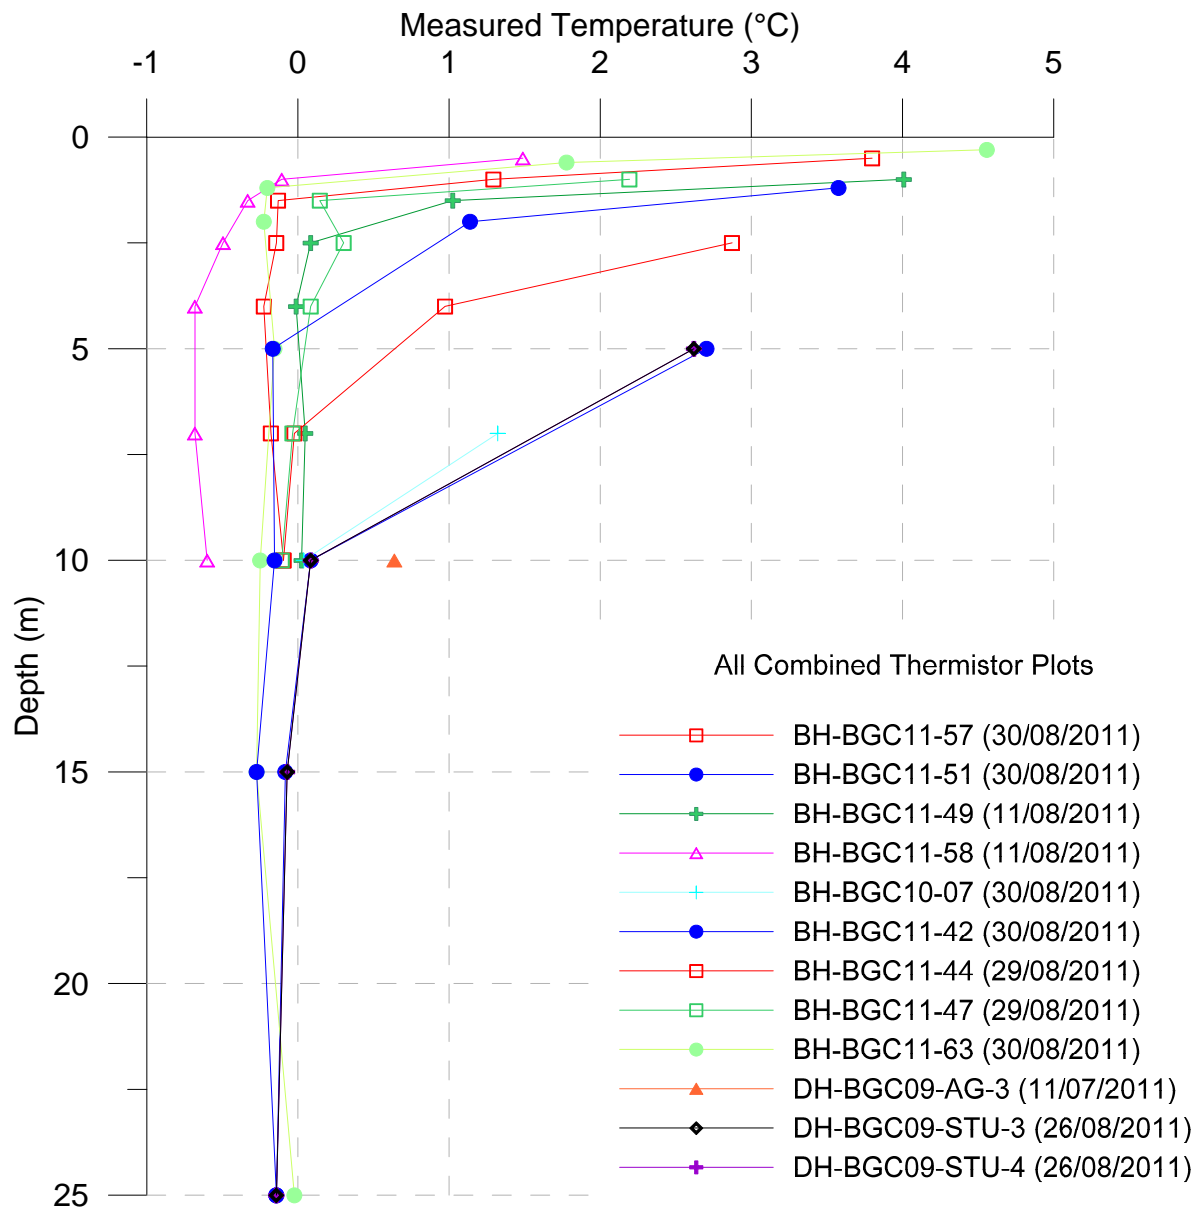 Measured Temperature (°C)
-1 0 1 2 3 4 5
0
5
10
15
20
25
Depth (m)
All Combined Thermistor Plots
BH-BGC11-57 (30/08/2011)
BH-BGC11-51 (30/08/2011)
BH-BGC11-49 (11/08/2011)
BH-BGC11-58 (11/08/2011)
BH-BGC10-07 (30/08/2011)
BH-BGC11-42 (30/08/2011)
BH-BGC11-44 (29/08/2011)
BH-BGC11-47 (29/08/2011)
BH-BGC11-63 (30/08/2011)
DH-BGC09-AG-3 (11/07/2011)
DH-BGC09-STU-3 (26/08/2011)
DH-BGC09-STU-4 (26/08/2011)